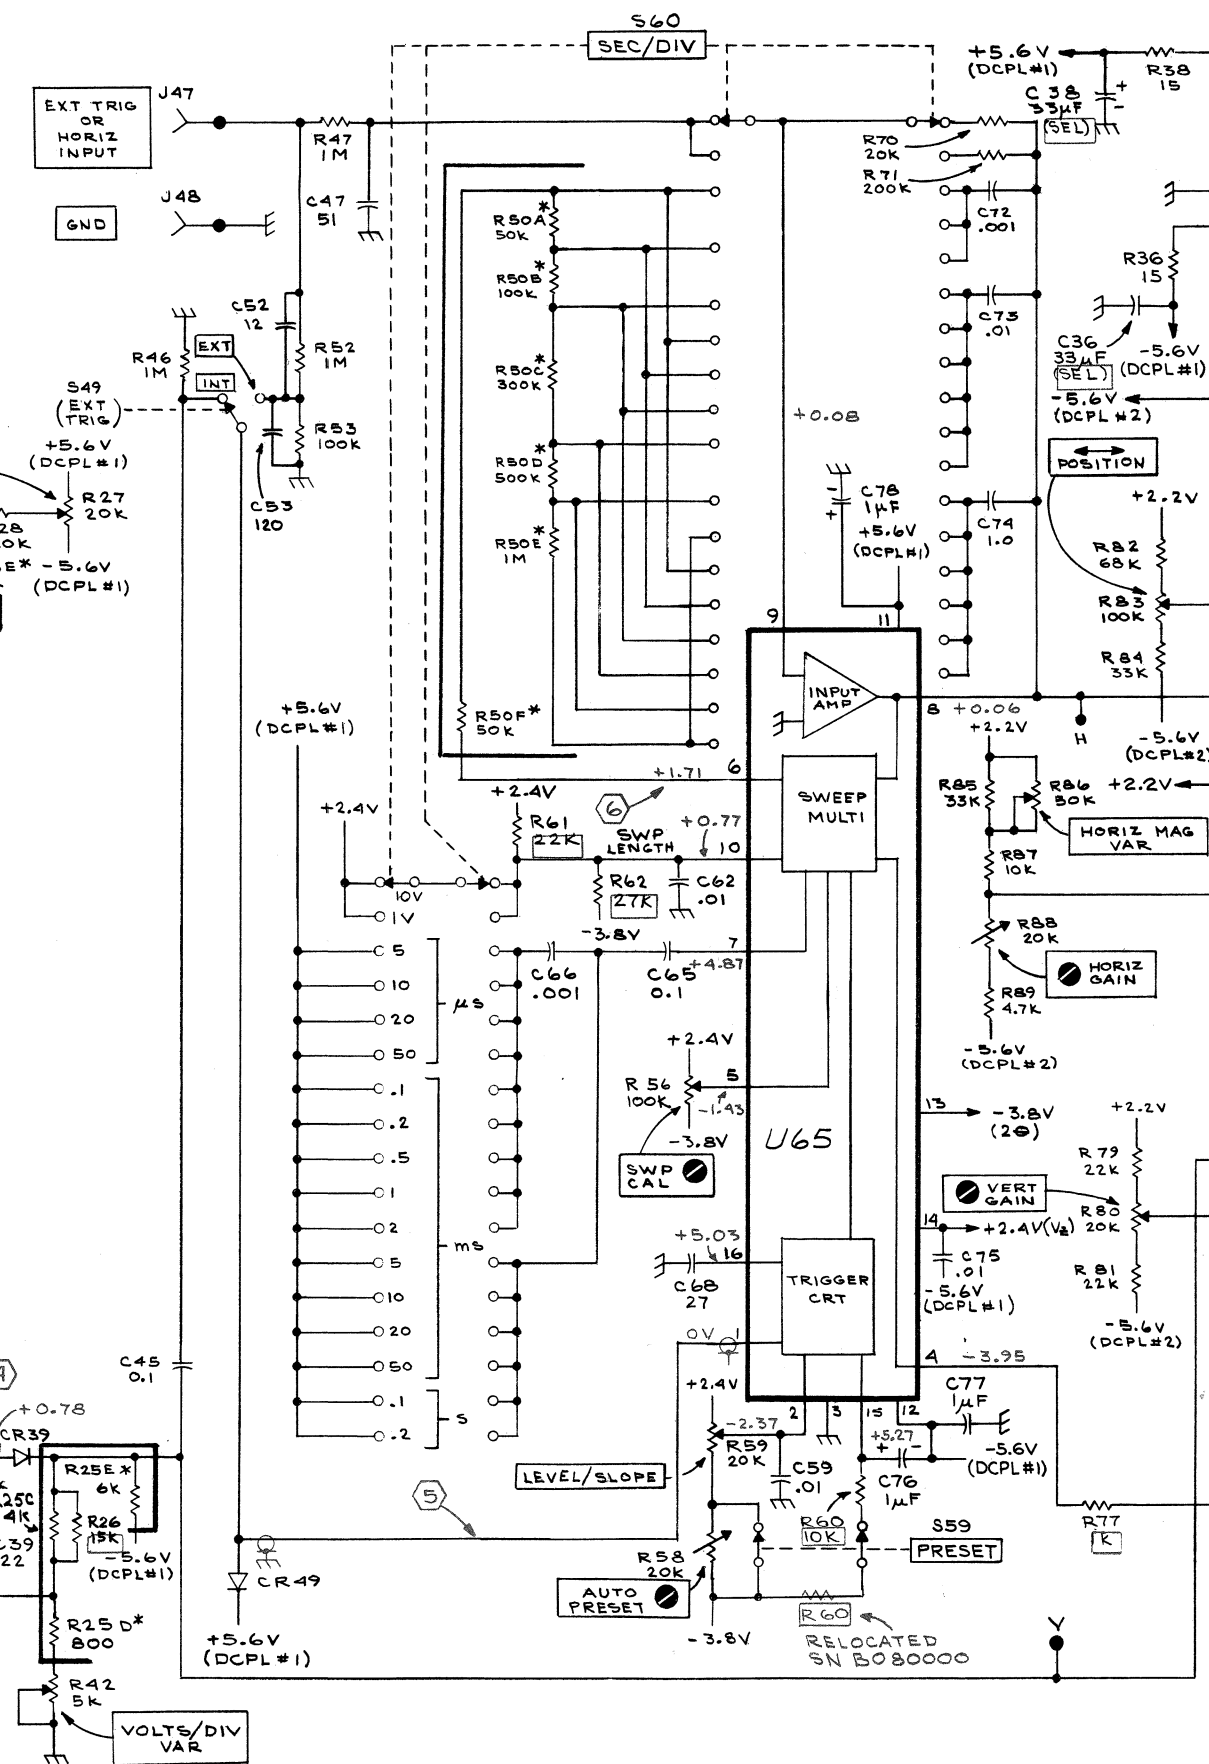 S60
SEC/DIV
+5.6V
(DCPL#1)
R38
15
C38
33µF
(SEL)
EXT TRIG
OR
HORIZ
INPUT
J47
R47
1M
C47
51
J48
GND
R70
20K
R71
200K
C72
.001
C73
.01
C74
1.0
R36
15
C36
33µF
(SEL)
-5.6V
(DCPL#1)
-5.6V
(DCPL#2)
POSITION
R50A*
50K
R50B*
100K
R50C*
300K
R50D*
500K
R50E*
1M
R50F*
50K
C52
12
R52
1M
R46
1M
EXT
INT
S49
(EXT
TRIG)
R53
100K
C53
120
+5.6V
(DCPL#1)
R27
20K
28
0K
E*
-5.6V
(DCPL#1)
+0.08
C78
1µF
- +
+5.6V
(DCPL#1)
+2.2V
R82
68K
R83
100K
R84
33K
-5.6V
(DCPL#2)
9
11
INPUT
AMP
8
+0.06
H
+2.2V
R85
33K
R86
50K
+2.2V
HORIZ MAG
VAR
R87
10K
R88
20K
HORIZ
GAIN
R89
4.7K
-5.6V
(DCPL#2)
+5.6V
(DCPL#1)
+1.71
6
6
SWEEP
MULTI
+2.4V
R61
22K
SWP
LENGTH
+0.77
10
R62
27K
C62
.01
-3.8V
+2.4V
10V
1V
5
10
20
50
µs
.1
.2
.5
1
2
5
10
20
50
ms
.1
.2
s
C66
.001
C65
0.1
7
+4.87
+2.4V
R56
100K
5
-1.43
-3.8V
SWP
CAL
U65
13
-3.8V
(2⊖)
14
+2.4V(Vz)
C75
.01
-5.6V
(DCPL#1)
VERT
GAIN
+2.2V
R79
22K
R80
20K
R81
22K
-5.6V
(DCPL#2)
+5.03
16
C68
27
TRIGGER
CRT
0V
1
4
-3.95
C77
1µF
2
3
15
12
+5.27
+ -
C76
1µF
-5.6V
(DCPL#1)
+2.4V
-2.37
R59
20K
C59
.01
LEVEL/SLOPE
R60
10K
S59
PRESET
R77
1K
R58
20K
AUTO
PRESET
-3.8V
R60
RELOCATED
SN B080000
Y
5
CR49
+5.6V
(DCPL#1)
C45
0.1
+0.78
CR39
R25E*
6K
25C
4K
R26
15K
C39
22
-5.6V
(DCPL#1)
R25D*
800
R42
5K
VOLTS/DIV
VAR